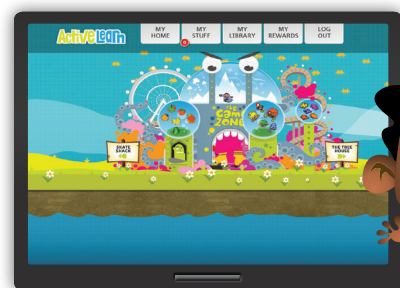 ActiveLearn
MY HOME
MY STUFF
MY LIBRARY
MY REWARDS
LOG OUT
THE
GAME
ZONE
SKATE
SHACK
THE TREE
HOUSE